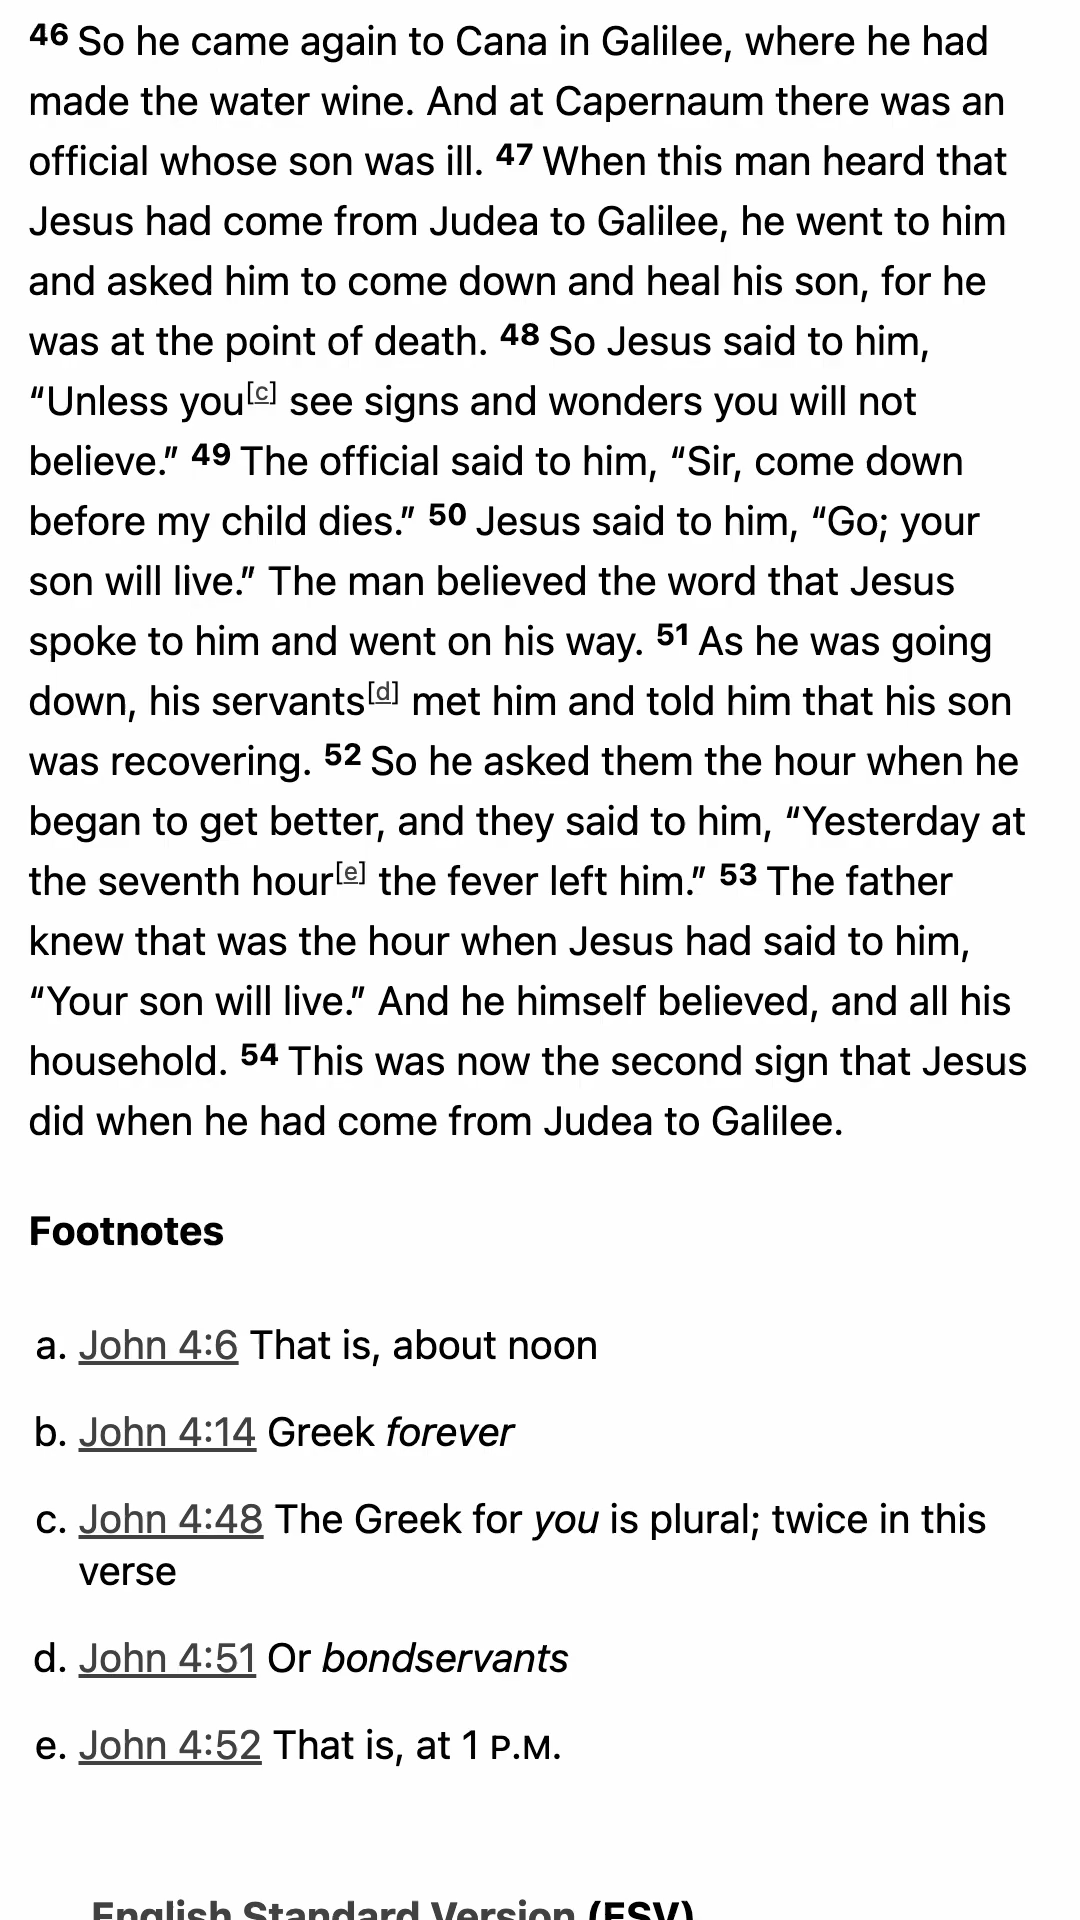 46 So he came again to Cana in Galilee, where he had
made the water wine. And at Capernaum there was an
official whose son was ill. 47 When this man heard that
Jesus had come from Judea to Galilee, he went to him
and asked him to come down and heal his son, for he
was at the point of death. 48 So Jesus said to him,
“Unless you[c] see signs and wonders you will not
believe.” 49 The official said to him, “Sir, come down
before my child dies.” 50 Jesus said to him, “Go; your
son will live.” The man believed the word that Jesus
spoke to him and went on his way. 51 As he was going
down, his servants[d] met him and told him that his son
was recovering. 52 So he asked them the hour when he
began to get better, and they said to him, “Yesterday at
the seventh hour[e] the fever left him.” 53 The father
knew that was the hour when Jesus had said to him,
“Your son will live.” And he himself believed, and all his
household. 54 This was now the second sign that Jesus
did when he had come from Judea to Galilee.
Footnotes
a. John 4:6 That is, about noon
b. John 4:14 Greek forever
c. John 4:48 The Greek for you is plural; twice in this
verse
d. John 4:51 Or bondservants
e. John 4:52 That is, at 1 P.M.
English Standard Version (ESV)